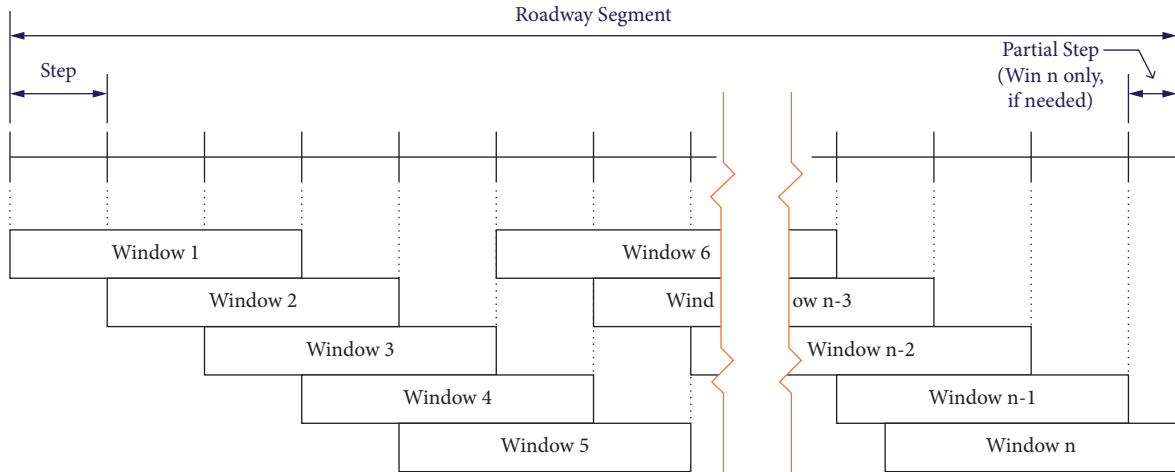 Roadway Segment
Step
Partial Step
(Win n only,
if needed)
Window 1
Window 6
Window 2
Wind
ow n-3
Window 3
Window n-2
Window 4
Window n-1
Window 5
Window n